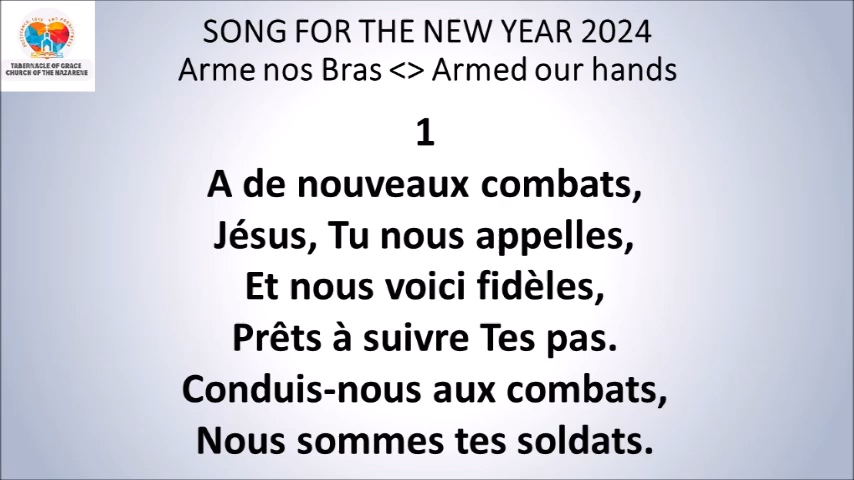 TABERNACLE OF GRACE
CHURCH OF THE NAZARENE
SONG FOR THE NEW YEAR 2024
Arme nos Bras <> Armed our hands
1
A de nouveaux combats,
Jésus, Tu nous appelles,
Et nous voici fidèles,
Prêts à suivre Tes pas.
Conduis-nous aux combats,
Nous sommes tes soldats.